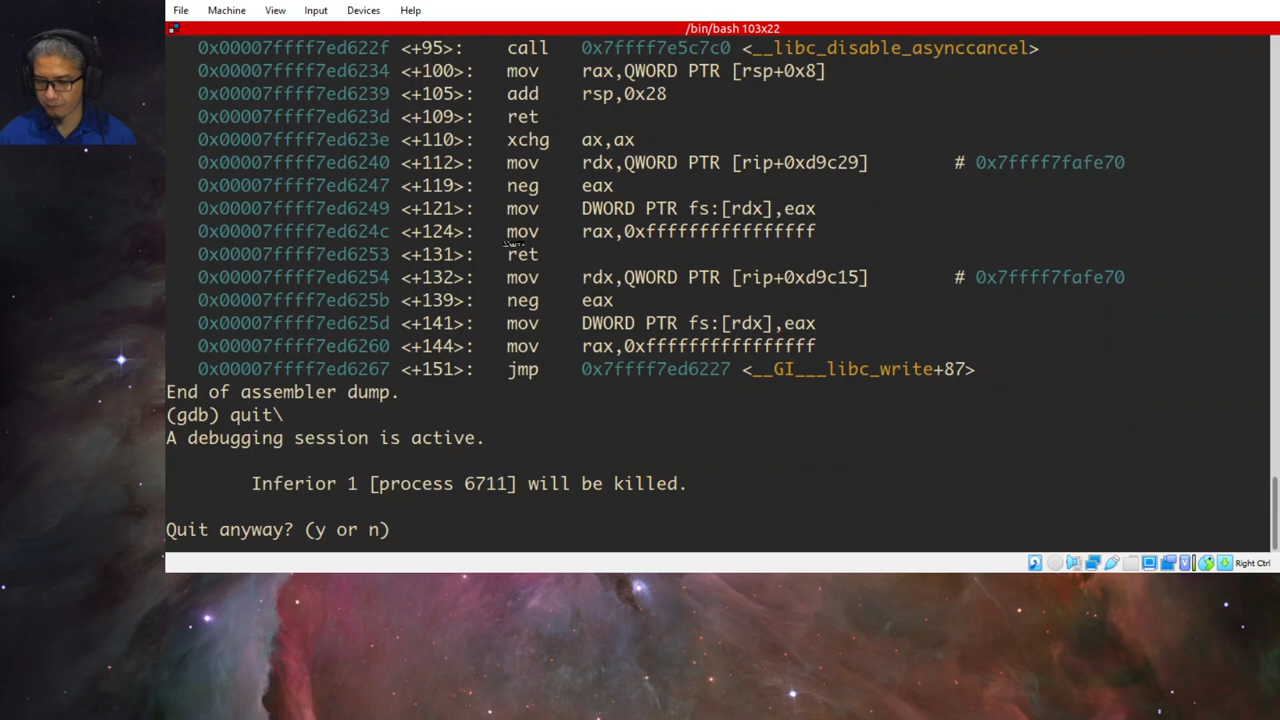 File Machine View Input Devices Help
/bin/bash 103x22
0x00007ffff7ed622f <+95>: call 0x7ffff7e5c7c0 <__libc_disable_asynccancel>
0x00007ffff7ed6234 <+100>: mov rax,QWORD PTR [rsp+0x8]
0x00007ffff7ed6239 <+105>: add rsp,0x28
0x00007ffff7ed623d <+109>: ret
0x00007ffff7ed623e <+110>: xchg ax,ax
0x00007ffff7ed6240 <+112>: mov rdx,QWORD PTR [rip+0xd9c29] # 0x7ffff7fafe70
0x00007ffff7ed6247 <+119>: neg eax
0x00007ffff7ed6249 <+121>: mov DWORD PTR fs:[rdx],eax
0x00007ffff7ed624c <+124>: mov rax,0xffffffffffffffff
0x00007ffff7ed6253 <+131>: ret
0x00007ffff7ed6254 <+132>: mov rdx,QWORD PTR [rip+0xd9c15] # 0x7ffff7fafe70
0x00007ffff7ed625b <+139>: neg eax
0x00007ffff7ed625d <+141>: mov DWORD PTR fs:[rdx],eax
0x00007ffff7ed6260 <+144>: mov rax,0xffffffffffffffff
0x00007ffff7ed6267 <+151>: jmp 0x7ffff7ed6227 <__GI___libc_write+87>
End of assembler dump.
(gdb) quit\
A debugging session is active.
Inferior 1 [process 6711] will be killed.
Quit anyway? (y or n)
Right Ctrl